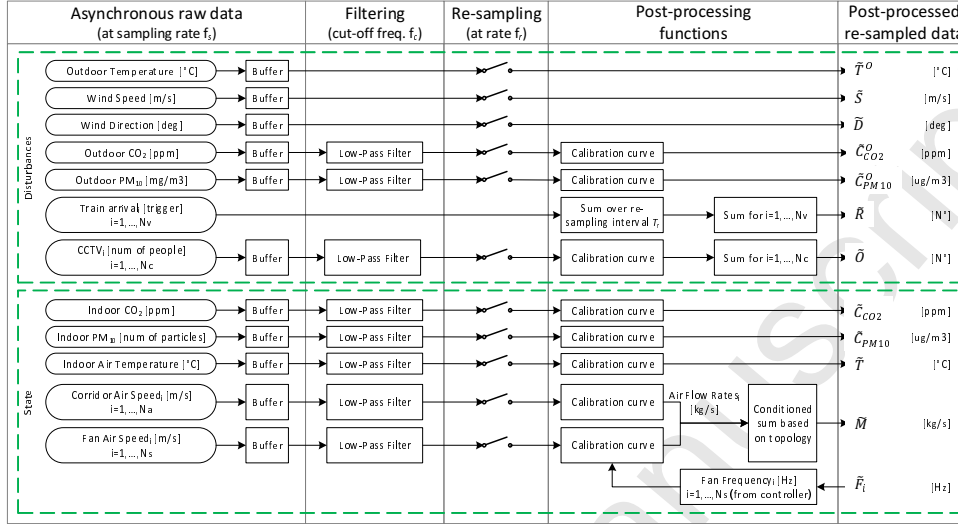 Asynchronous raw data
(at sampling rate fs)
Filtering
(cut-off freq. fc)
Re-sampling
(at rate fr)
Post-processing
functions
Post-processed
re-sampled data
Disturbances
Outdoor Temperature [°C]
Buffer
T̃ᴼ
[°C]
Wind Speed [m/s]
Buffer
S̃
[m/s]
Wind Direction [deg]
Buffer
D̃
[deg]
Outdoor CO₂ [ppm]
Buffer
Low-Pass Filter
Calibration curve
C̃ᴼCO2
[ppm]
Outdoor PM₁₀ [mg/m3]
Buffer
Low-Pass Filter
Calibration curve
C̃ᴼPM10
[ug/m3]
Train arrivalᵢ [trigger]
i=1, ..., Nv
Sum over re-
sampling interval Tr
Sum for i=1, ..., Nv
R̃
[N°]
CCTVᵢ [num of people]
i=1, ..., Nc
Buffer
Low-Pass Filter
Calibration curve
Sum for i=1, ..., Nc
Õ
[N°]
State
Indoor CO₂ [ppm]
Buffer
Low-Pass Filter
Calibration curve
C̃CO2
[ppm]
Indoor PM₁₀ [num of particles]
Buffer
Low-Pass Filter
Calibration curve
C̃PM10
[ug/m3]
Indoor Air Temperature [°C]
Buffer
Low-Pass Filter
Calibration curve
T̃
[°C]
Corridor Air Speedᵢ [m/s]
i=1, ..., Na
Buffer
Low-Pass Filter
Calibration curve
Air Flow Ratesᵢ
[kg/s]
Conditioned
sum based
on topology
M̃
[kg/s]
Fan Air Speedᵢ [m/s]
i=1, ..., Ns
Buffer
Low-Pass Filter
Calibration curve
Fan Frequencyᵢ [Hz]
i=1, ..., Ns (from controller)
F̃ᵢ
[Hz]